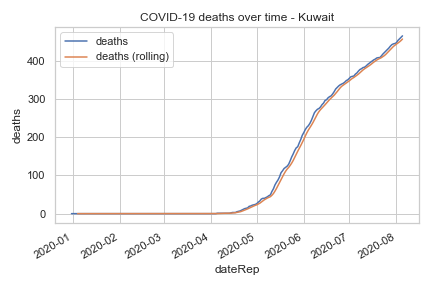 COVID-19 deaths over time - Kuwait
deaths
deaths (rolling)
400
300
200
100
0
deaths
2020-01
2020-02
2020-03
2020-04
2020-05
2020-06
2020-07
2020-08
dateRep